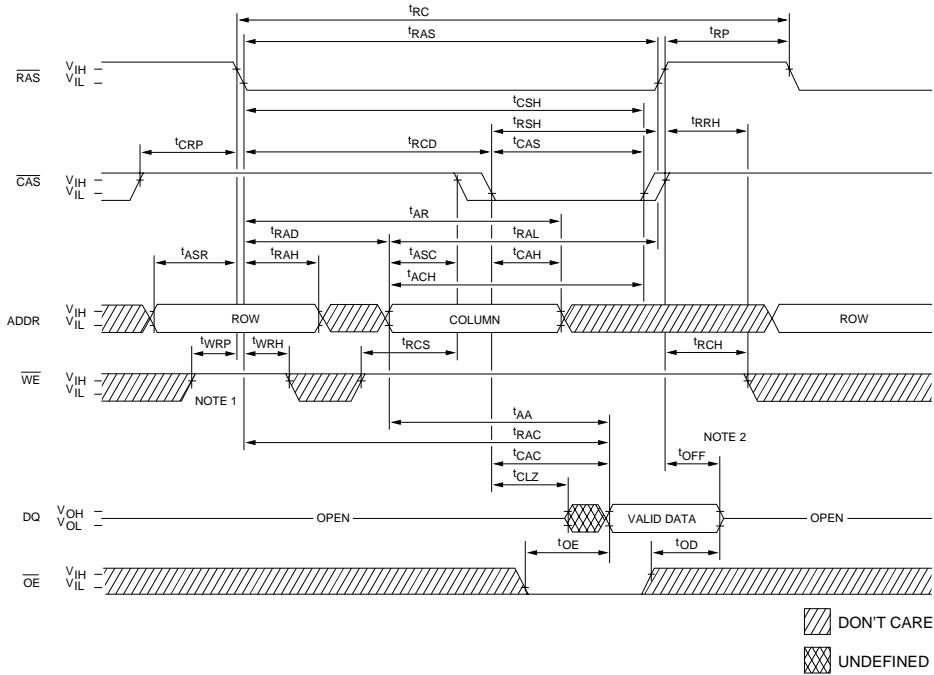 tRC
tRAS
tRP
RAS
VIH
VIL
tCSH
tRSH
tRRH
tCRP
tRCD
tCAS
CAS
VIH
VIL
tAR
tRAD
tRAL
tASR
tRAH
tASC
tCAH
tACH
ADDR
VIH
VIL
ROW
COLUMN
ROW
tWRP
tWRH
tRCS
tRCH
WE
VIH
VIL
NOTE 1
tAA
tRAC
NOTE 2
tCAC
tOFF
tCLZ
DQ
VOH
VOL
OPEN
VALID DATA
OPEN
tOE
tOD
OE
VIH
VIL
DON'T CARE
UNDEFINED